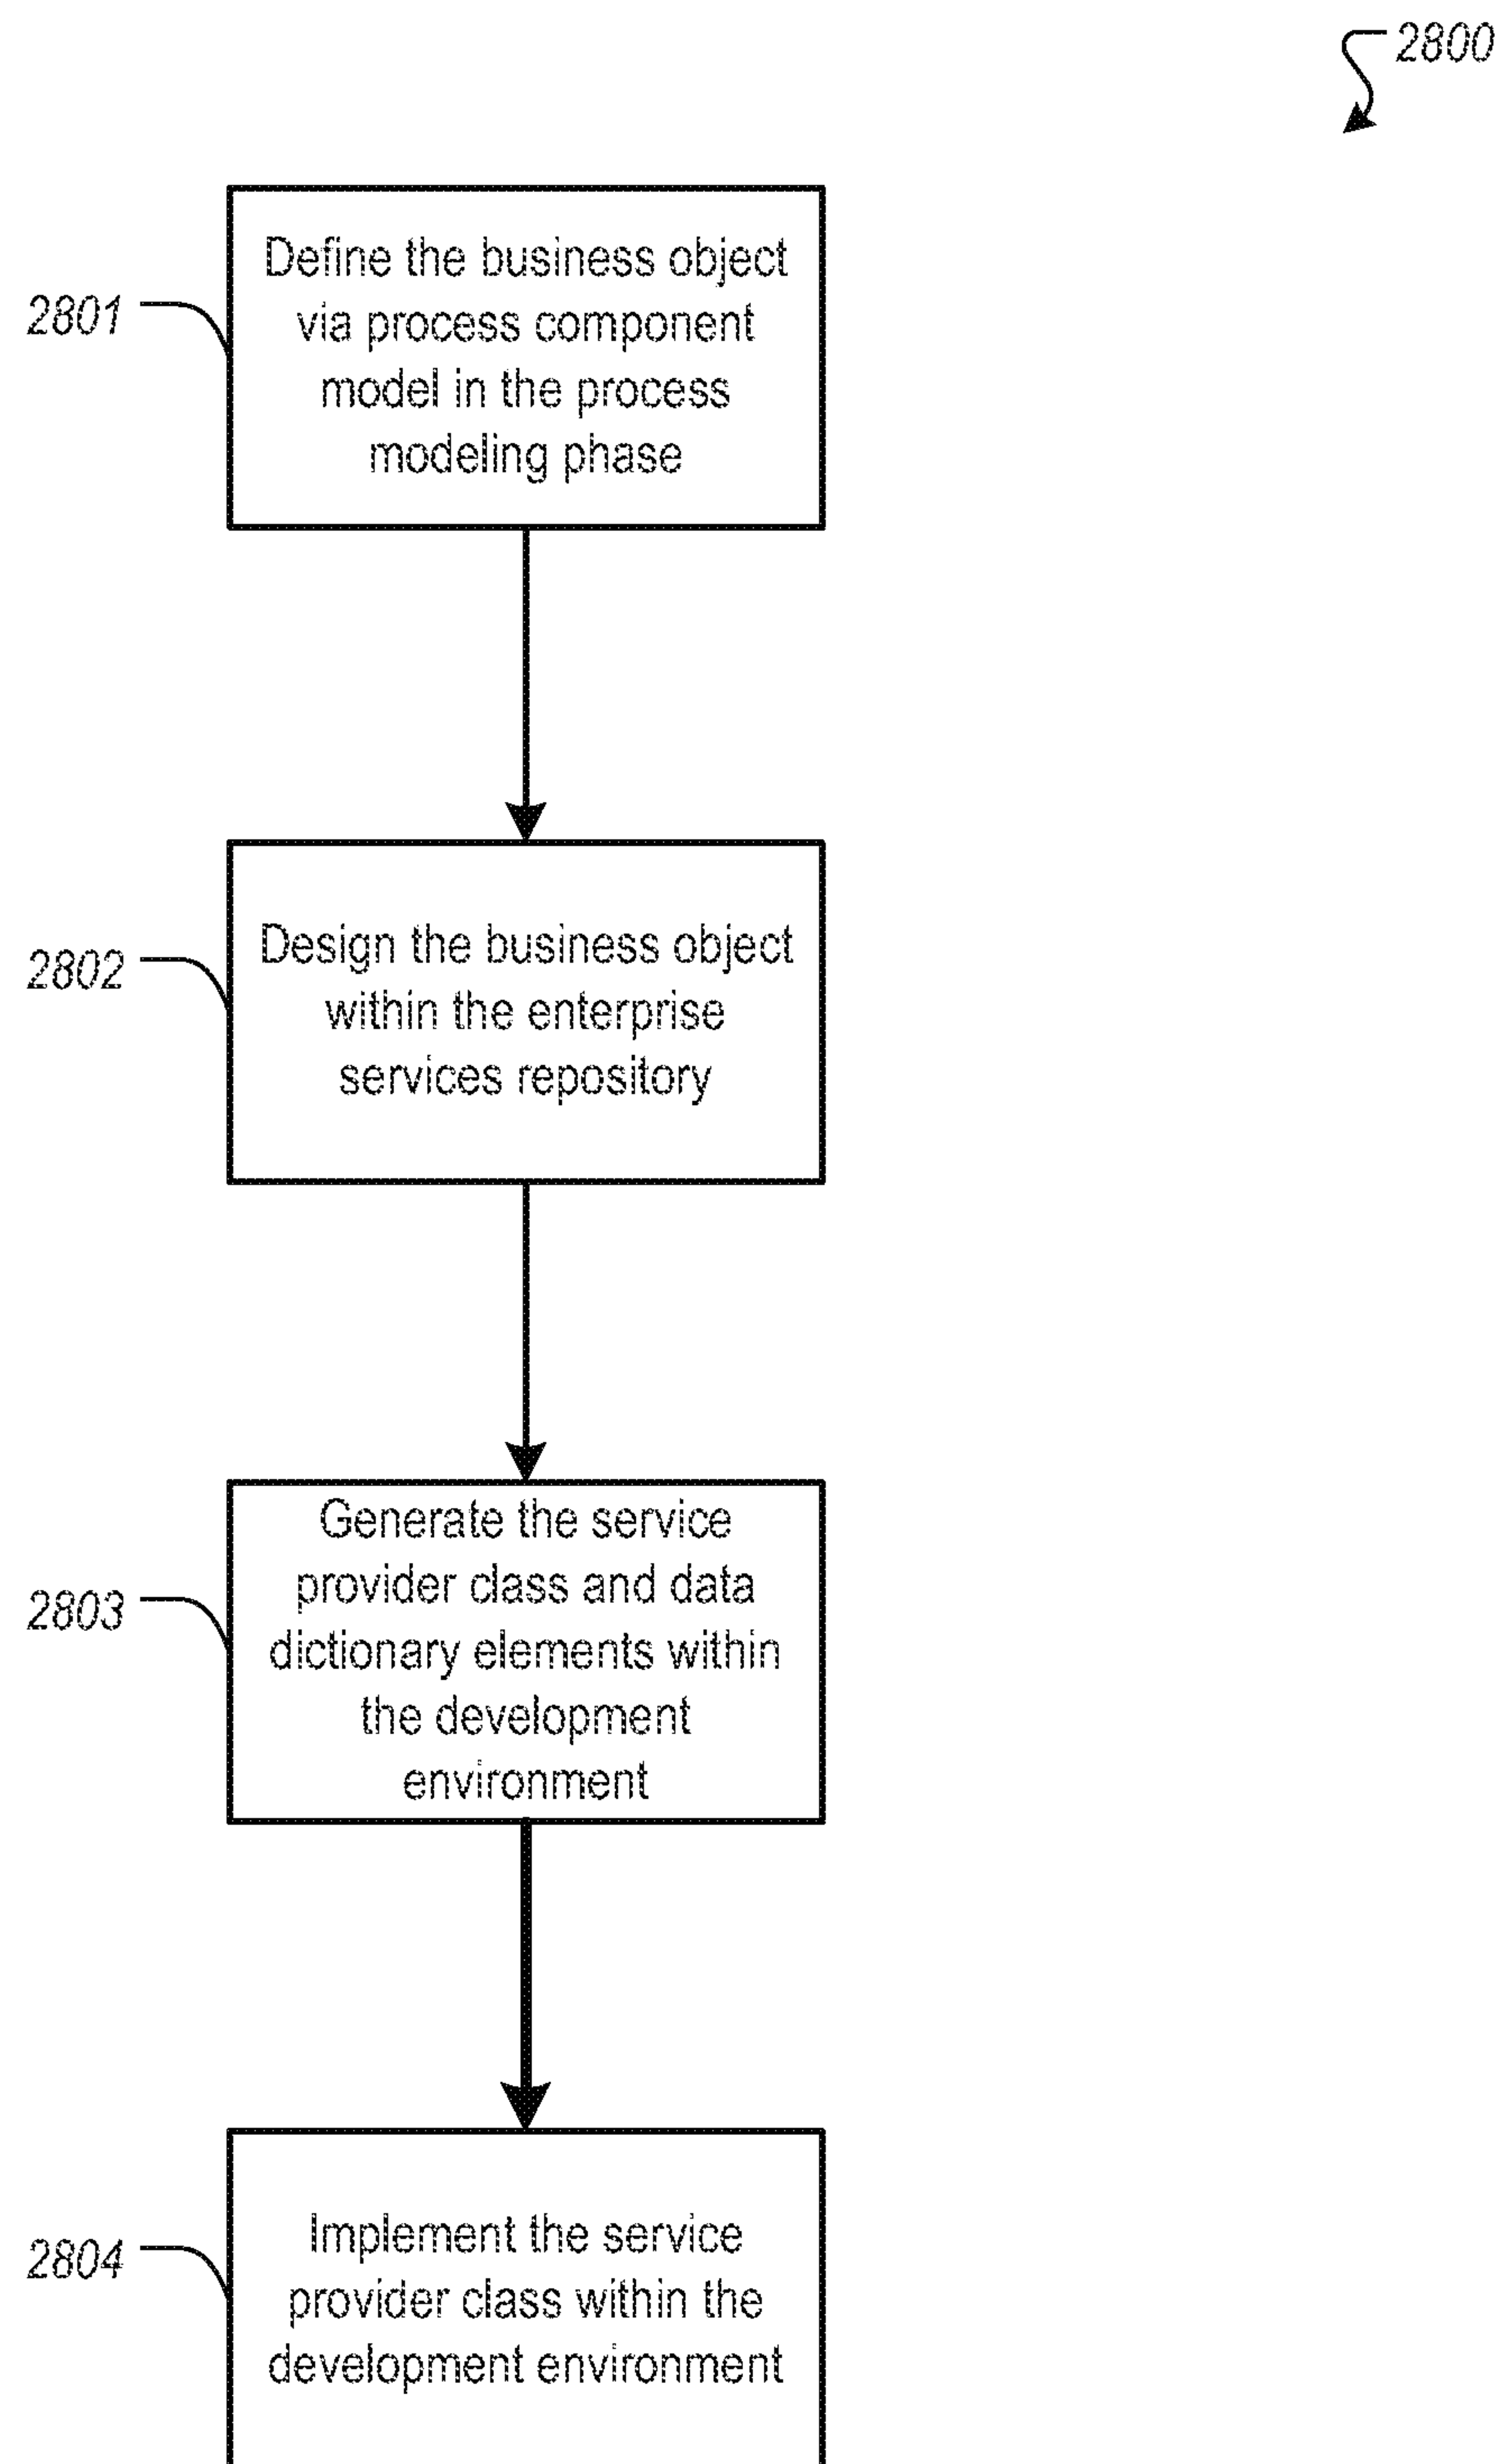 2800
2801
Define the business object
via process component
model in the process
modeling phase
2802
Design the business object
within the enterprise
services repository
2803
Generate the service
provider class and data
dictionary elements within
the development
environment
2804
Implement the service
provider class within the
development environment